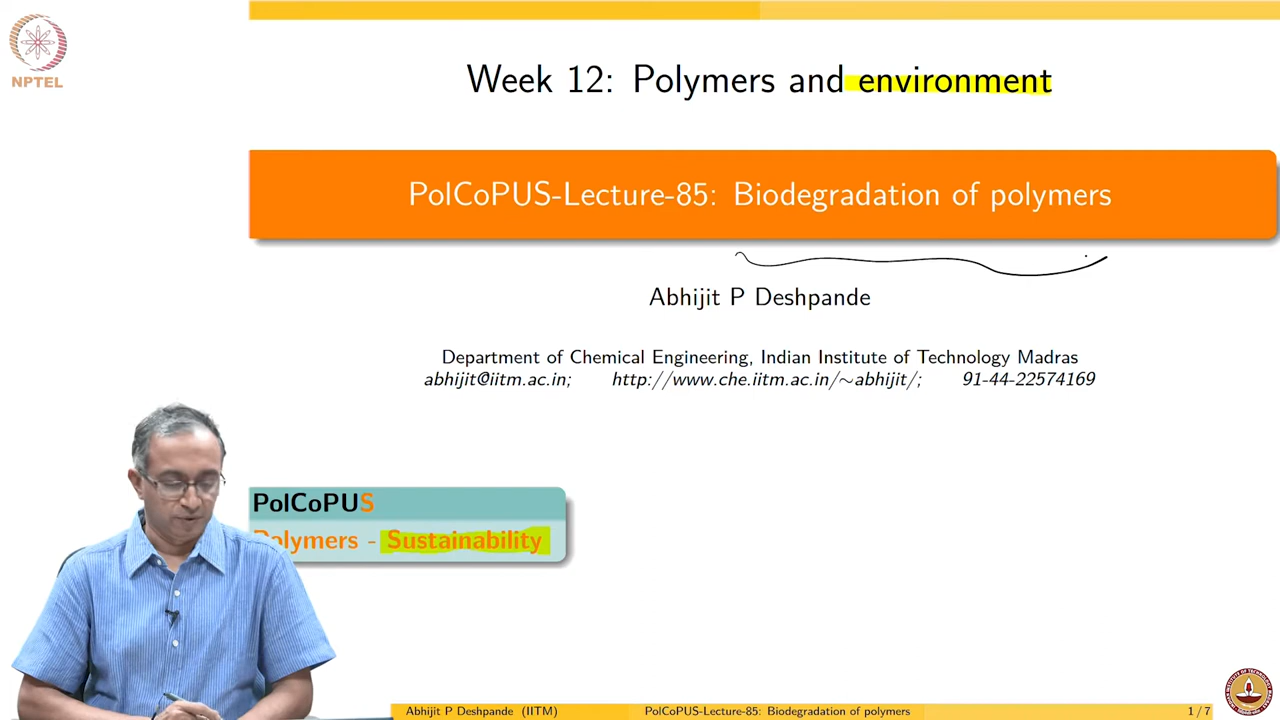 NPTEL
Week 12: Polymers and environment
PolCoPUS-Lecture-85: Biodegradation of polymers
Abhijit P Deshpande
Department of Chemical Engineering, Indian Institute of Technology Madras
abhijit@iitm.ac.in; http://www.che.iitm.ac.in/~abhijit/; 91-44-22574169
PolCoPUS
Polymers - Sustainability
Abhijit P Deshpande (IITM) PolCoPUS-Lecture-85: Biodegradation of polymers 1 / 7